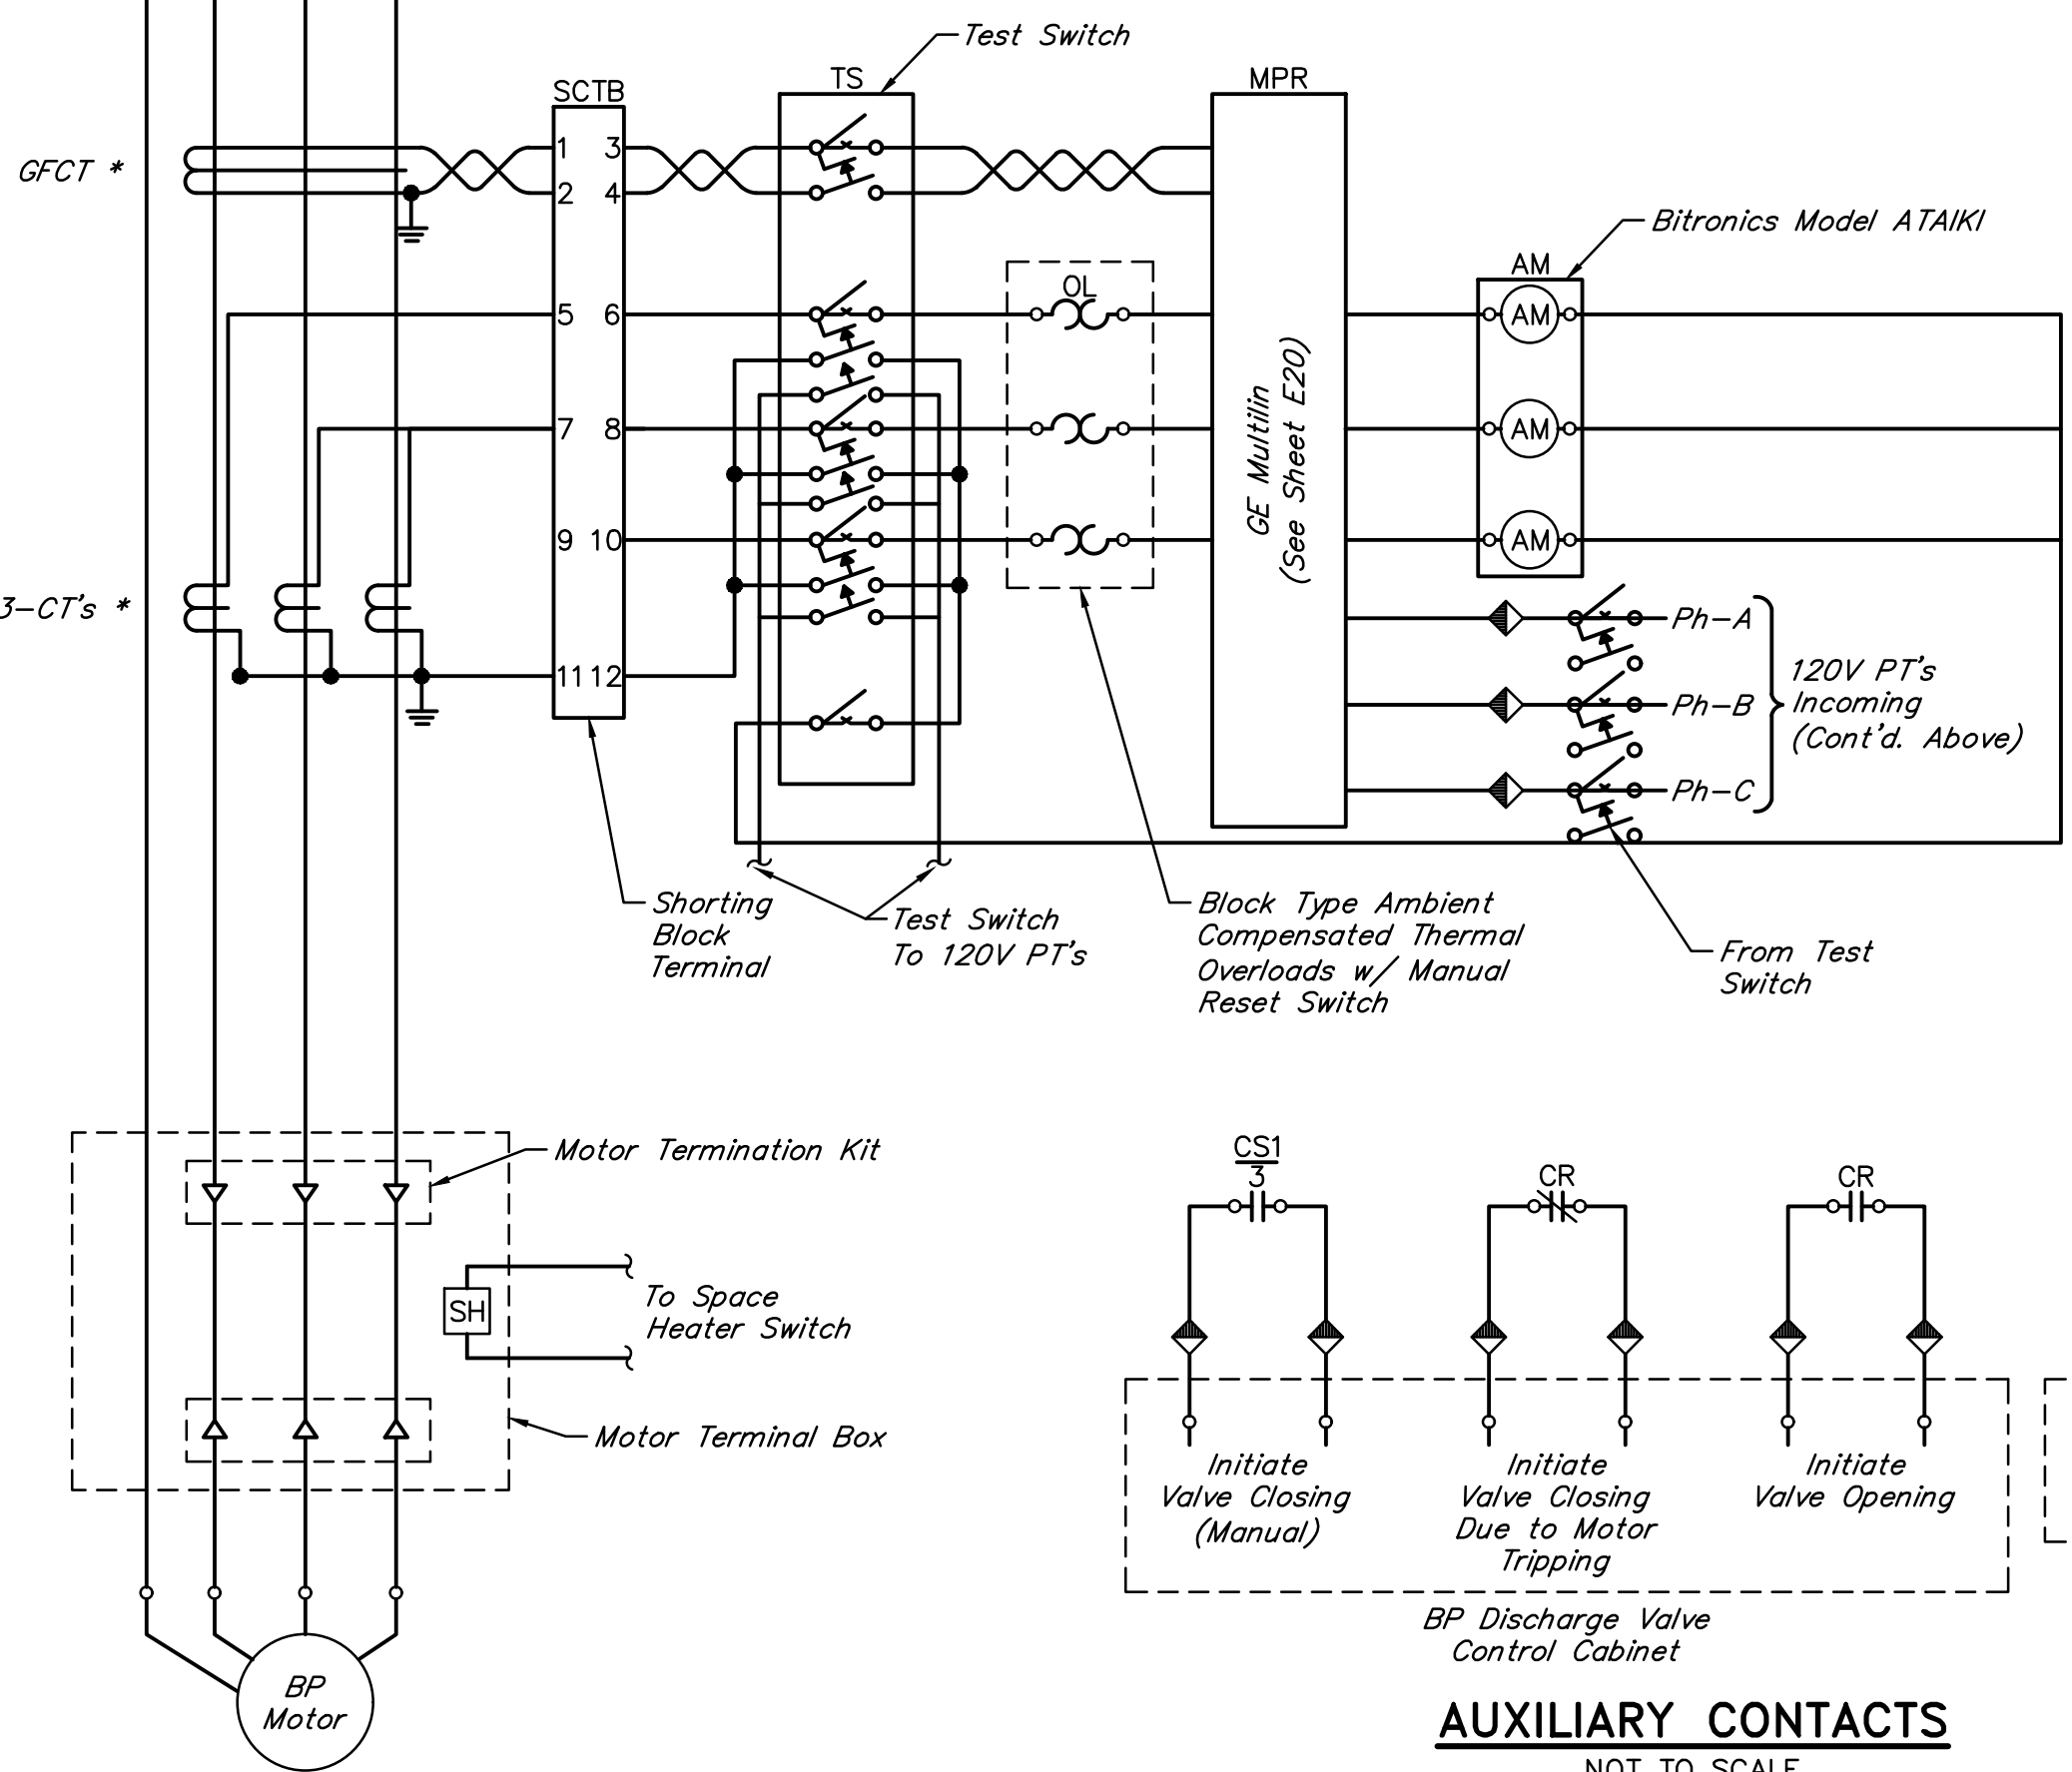 Test Switch
SCTB
TS
MPR
GFCT *
1 3
2 4
Bitronics Model ATAIKI
AM
OL
5 6
AM
7 8
AM
9 10
AM
GE Multilin
(See Sheet E20)
3-CT's *
11 12
Ph-A
Ph-B
Ph-C
120V PT's
Incoming
(Cont'd. Above)
Shorting
Block
Terminal
Test Switch
To 120V PT's
Block Type Ambient
Compensated Thermal
Overloads w/ Manual
Reset Switch
From Test
Switch
Motor Termination Kit
SH
To Space
Heater Switch
Motor Terminal Box
BP
Motor
CS1
3
CR
CR
Initiate
Valve Closing
(Manual)
Initiate
Valve Closing
Due to Motor
Tripping
Initiate
Valve Opening
BP Discharge Valve
Control Cabinet
AUXILIARY CONTACTS
NOT TO SCALE